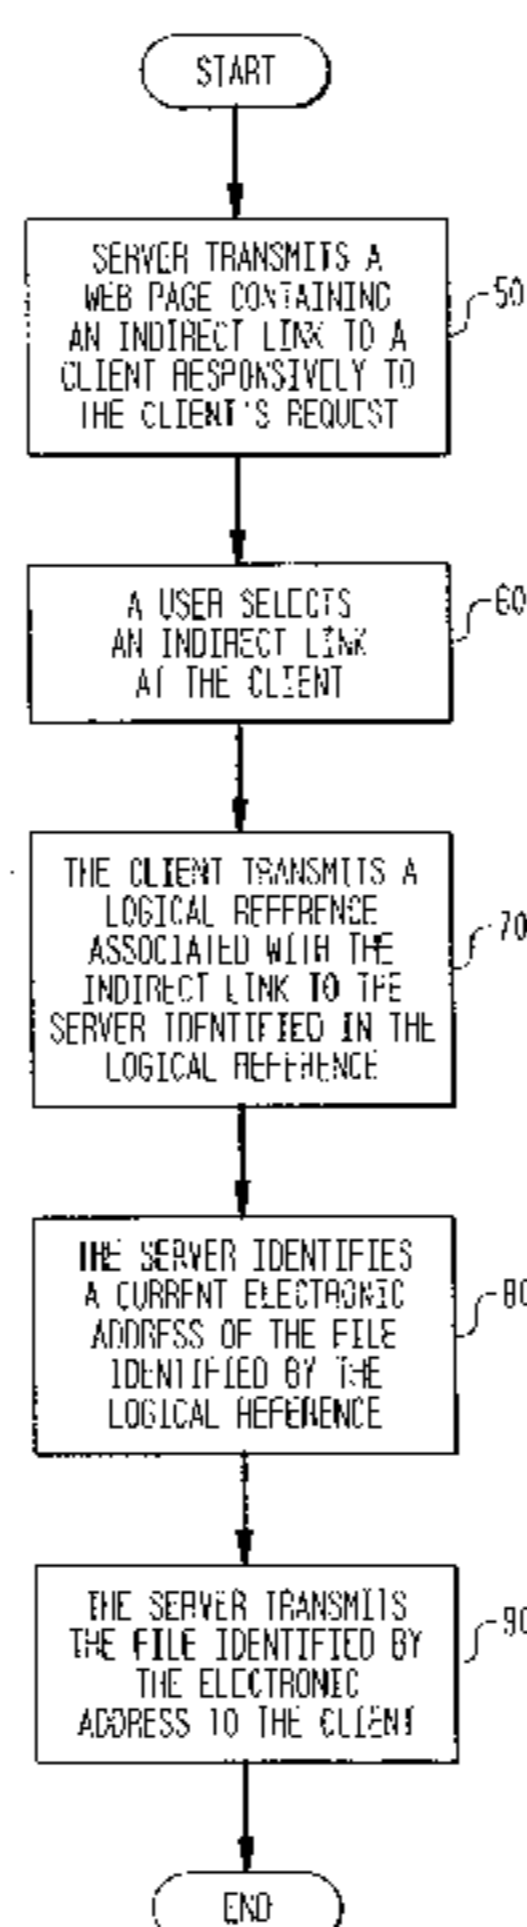 START
SERVER TRANSMITS A
WEB PAGE CONTAINING
AN INDIRECT LINK TO A
CLIENT RESPONSIVELY TO
THE CLIENT'S REQUEST
50
A USER SELECTS
AN INDIRECT LINK
AT THE CLIENT
60
THE CLIENT TRANSMITS A
LOGICAL REFERENCE
ASSOCIATED WITH THE
INDIRECT LINK TO THE
SERVER IDENTIFIED IN THE
LOGICAL REFERENCE
70
THE SERVER IDENTIFIES
A CURRENT ELECTRONIC
ADDRESS OF THE FILE
IDENTIFIED BY THE
LOGICAL REFERENCE
80
THE SERVER TRANSMITS
THE FILE IDENTIFIED BY
THE ELECTRONIC
ADDRESS TO THE CLIENT
90
END